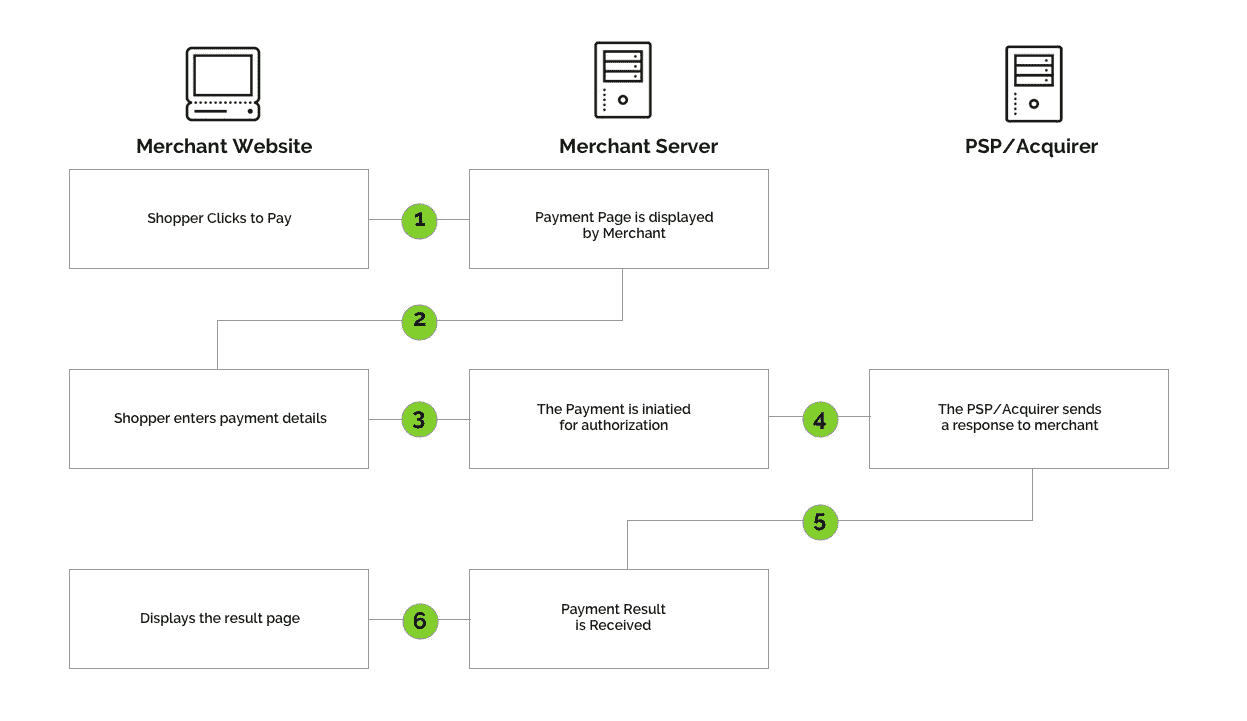 Merchant Website
Merchant Server
PSP/Acquirer
Shopper Clicks to Pay
1
Payment Page is displayed
by Merchant
2
Shopper enters payment details
3
The Payment is iniatied
for authorization
4
The PSP/Acquirer sends
a response to merchant
5
Displays the result page
6
Payment Result
is Received